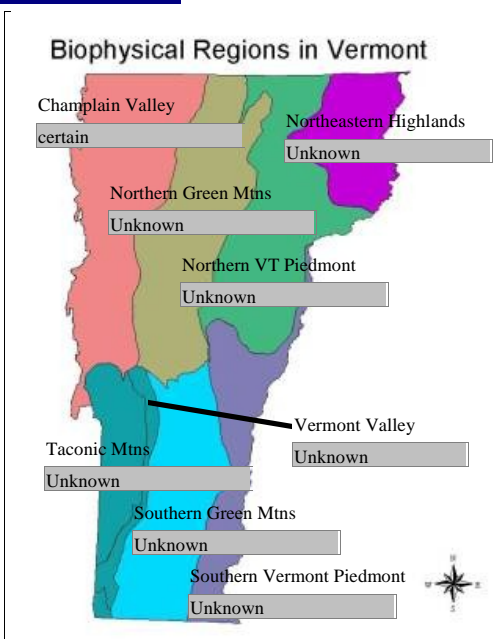 Biophysical Regions in Vermont
Champlain Valley
certain
Northeastern Highlands
Unknown
Northern Green Mtns
Unknown
Northern VT Piedmont
Unknown
Vermont Valley
Unknown
Taconic Mtns
Unknown
Southern Green Mtns
Unknown
Southern Vermont Piedmont
Unknown
N
W
E
S